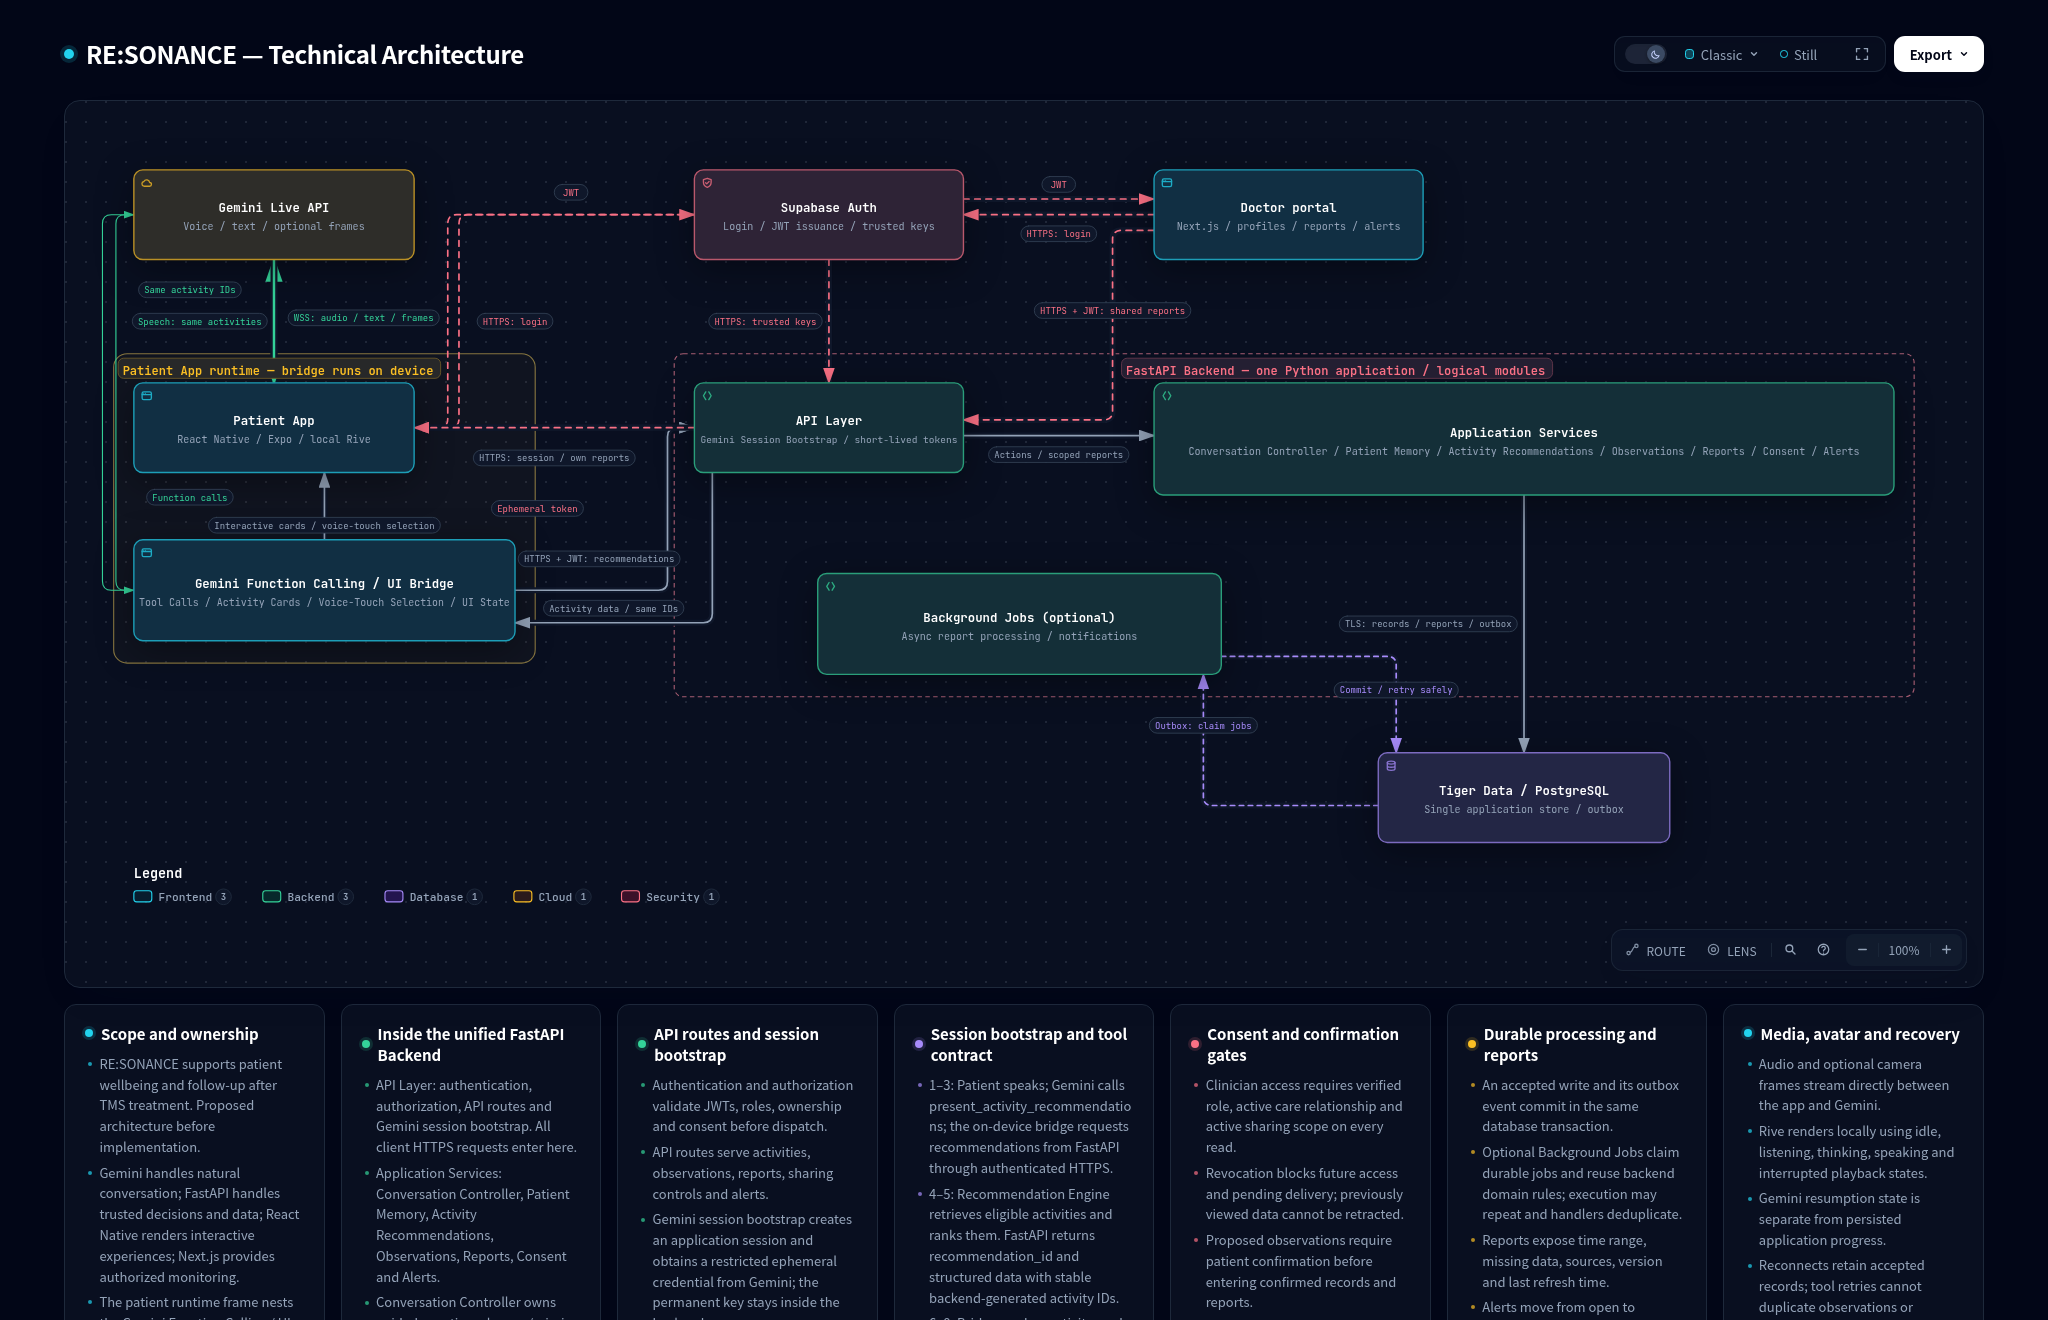 RE:SONANCE — Technical Architecture
Classic
Still
Export
Gemini Live API
Voice / text / optional frames
JWT
Supabase Auth
Login / JWT issuance / trusted keys
JWT
HTTPS: login
Doctor portal
Next.js / profiles / reports / alerts
Same activity IDs
Speech: same activities
WSS: audio / text / frames
HTTPS: login
HTTPS: trusted keys
HTTPS + JWT: shared reports
Patient App runtime — bridge runs on device
FastAPI Backend — one Python application / logical modules
Patient App
React Native / Expo / local Rive
API Layer
Gemini Session Bootstrap / short-lived tokens
Application Services
Conversation Controller / Patient Memory / Activity Recommendations / Observations / Reports / Consent / Alerts
HTTPS: session / own reports
Actions / scoped reports
Function calls
Ephemeral token
Interactive cards / voice-touch selection
HTTPS + JWT: recommendations
Gemini Function Calling / UI Bridge
Tool Calls / Activity Cards / Voice-Touch Selection / UI State
Activity data / same IDs
Background Jobs (optional)
Async report processing / notifications
TLS: records / reports / outbox
Commit / retry safely
Outbox: claim jobs
Tiger Data / PostgreSQL
Single application store / outbox
Legend
Frontend 3
Backend 3
Database 1
Cloud 1
Security 1
ROUTE
LENS
− 100% +
Scope and ownership
RE:SONANCE supports patient
wellbeing and follow-up after
TMS treatment. Proposed
architecture before
implementation.
Gemini handles natural
conversation; FastAPI handles
trusted decisions and data; React
Native renders interactive
experiences; Next.js provides
authorized monitoring.
The patient runtime frame nests
Inside the unified FastAPI
Backend
API Layer: authentication,
authorization, API routes and
Gemini session bootstrap. All
client HTTPS requests enter here.
Application Services:
Conversation Controller, Patient
Memory, Activity
Recommendations,
Observations, Reports, Consent
and Alerts.
Conversation Controller owns
API routes and session
bootstrap
Authentication and authorization
validate JWTs, roles, ownership
and consent before dispatch.
API routes serve activities,
observations, reports, sharing
controls and alerts.
Gemini session bootstrap creates
an application session and
obtains a restricted ephemeral
credential from Gemini; the
permanent key stays inside the
Session bootstrap and tool
contract
1–3: Patient speaks; Gemini calls
present_activity_recommendatio
ns; the on-device bridge requests
recommendations from FastAPI
through authenticated HTTPS.
4–5: Recommendation Engine
retrieves eligible activities and
ranks them. FastAPI returns
recommendation_id and
structured data with stable
backend-generated activity IDs.
Consent and confirmation
gates
Clinician access requires verified
role, active care relationship and
active sharing scope on every
read.
Revocation blocks future access
and pending delivery; previously
viewed data cannot be retracted.
Proposed observations require
patient confirmation before
entering confirmed records and
reports.
Durable processing and
reports
An accepted write and its outbox
event commit in the same
database transaction.
Optional Background Jobs claim
durable jobs and reuse backend
domain rules; execution may
repeat and handlers deduplicate.
Reports expose time range,
missing data, sources, version
and last refresh time.
Alerts move from open to
Media, avatar and recovery
Audio and optional camera
frames stream directly between
the app and Gemini.
Rive renders locally using idle,
listening, thinking, speaking and
interrupted playback states.
Gemini resumption state is
separate from persisted
application progress.
Reconnects retain accepted
records; tool retries cannot
duplicate observations or